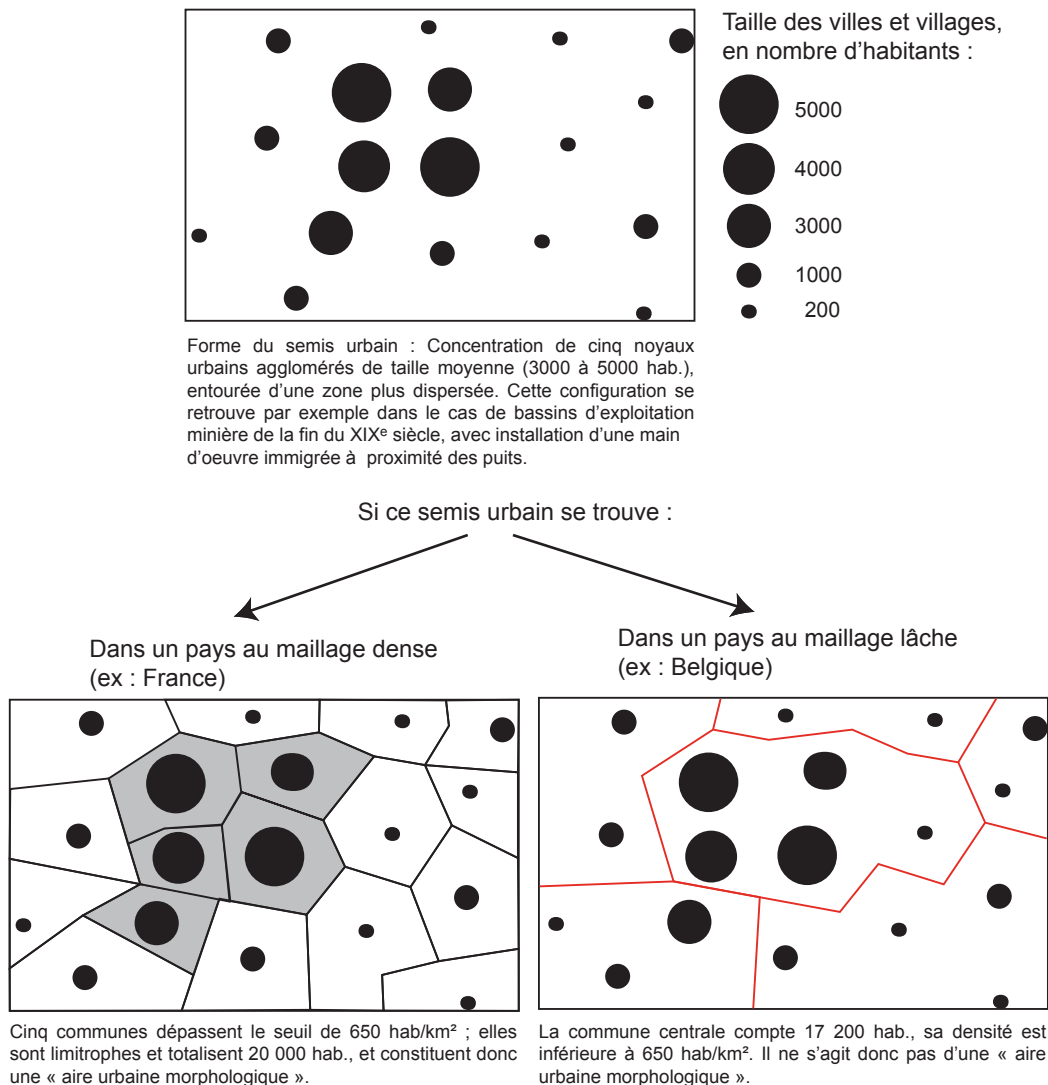 Taille des villes et villages,
en nombre d'habitants :
5000
4000
3000
1000
200
Forme du semis urbain : Concentration de cinq noyaux
urbains agglomérés de taille moyenne (3000 à 5000 hab.),
entourée d'une zone plus dispersée. Cette configuration se
retrouve par exemple dans le cas de bassins d'exploitation
minière de la fin du XIXᵉ siècle, avec installation d'une main
d'oeuvre immigrée à proximité des puits.
Si ce semis urbain se trouve :
Dans un pays au maillage dense
(ex : France)
Cinq communes dépassent le seuil de 650 hab/km² ; elles
sont limitrophes et totalisent 20 000 hab., et constituent donc
une « aire urbaine morphologique ».
Dans un pays au maillage lâche
(ex : Belgique)
La commune centrale compte 17 200 hab., sa densité est
inférieure à 650 hab/km². Il ne s'agit donc pas d'une « aire
urbaine morphologique ».